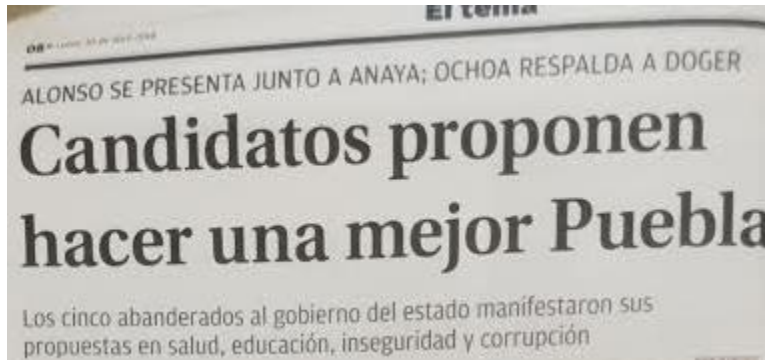 El tema
08
ALONSO SE PRESENTA JUNTO A ANAYA; OCHOA RESPALDA A DOGER
Candidatos proponen
hacer una mejor Puebla
Los cinco abanderados al gobierno del estado manifestaron sus
propuestas en salud, educación, inseguridad y corrupción